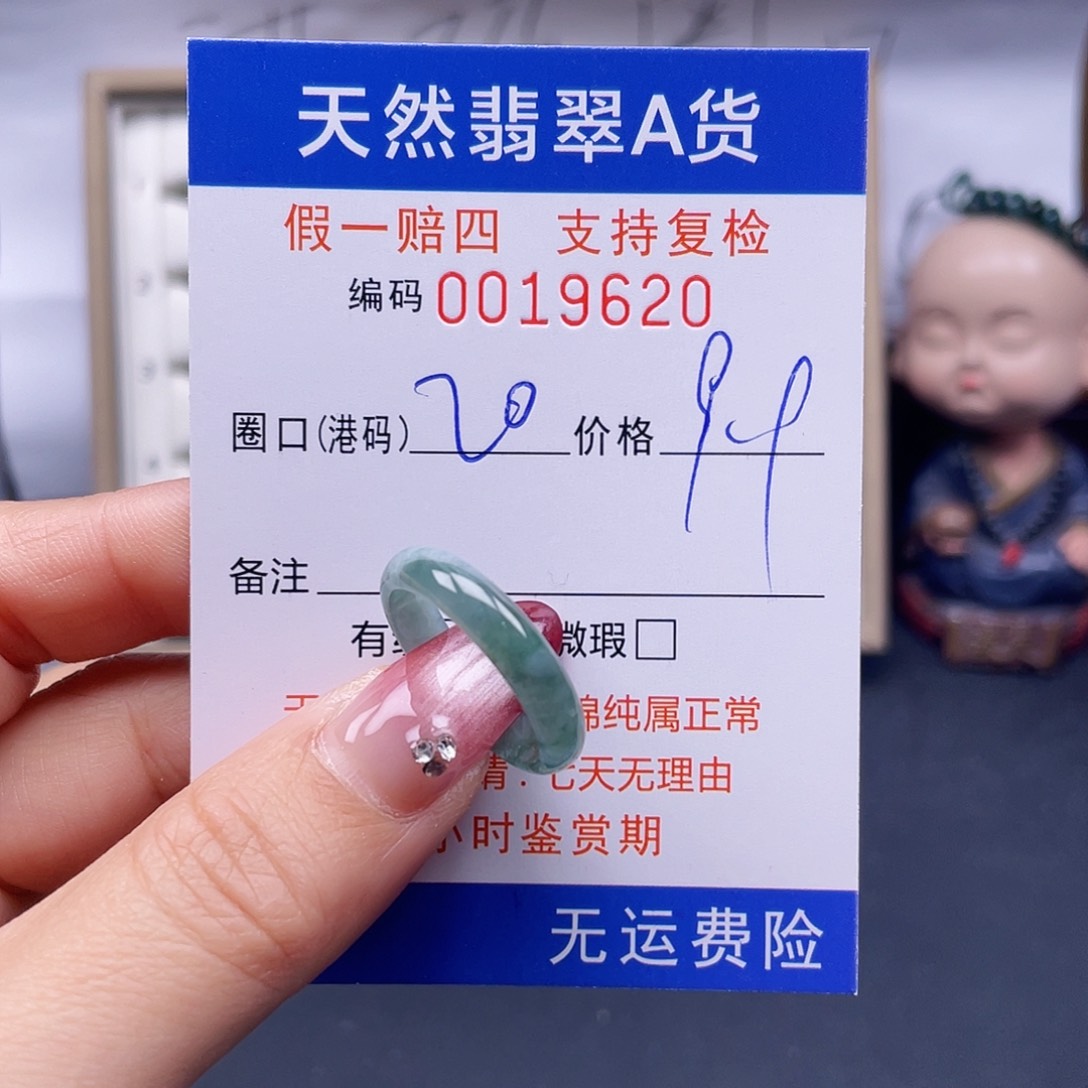 天然翡翠A货
假一赔四 支持复检
编码 0019620
圈口(港码) 20 价格 94
备注
有 微瑕□
棉纯属正常
七天无理由
小时鉴赏期
无运费险